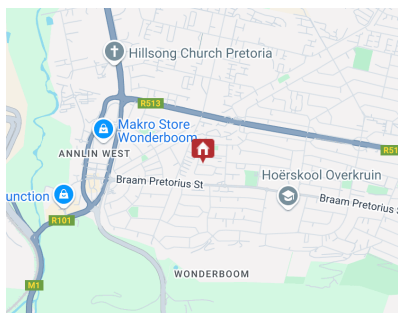 Hillsong Church Pretoria
R513
Makro Store
Wonderboom
R51
ANNLIN WEST
Hoërskool Overkruin
Braam Pretorius St
unction
Braam Pretorius S
R101
WONDERBOOM
M1